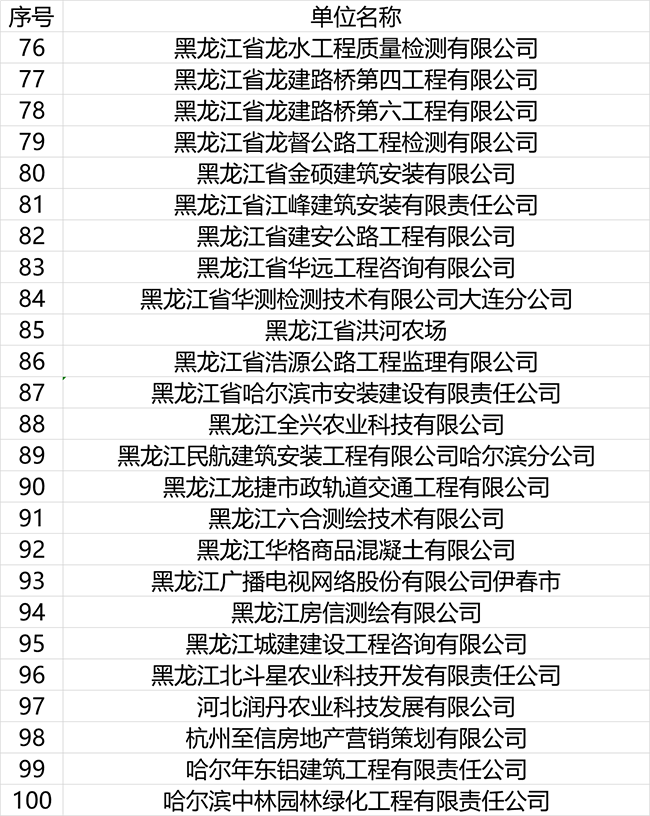 序号 单位名称
76 黑龙江省龙水工程质量检测有限公司
77 黑龙江省龙建路桥第四工程有限公司
78 黑龙江省龙建路桥第六工程有限公司
79 黑龙江省龙督公路工程检测有限公司
80 黑龙江省金硕建筑安装有限公司
81 黑龙江省江峰建筑安装有限责任公司
82 黑龙江省建安公路工程有限公司
83 黑龙江省华远工程咨询有限公司
84 黑龙江省华测检测技术有限公司大连分公司
85 黑龙江省洪河农场
86 黑龙江省浩源公路工程监理有限公司
87 黑龙江省哈尔滨市安装建设有限责任公司
88 黑龙江全兴农业科技有限公司
89 黑龙江民航建筑安装工程有限公司哈尔滨分公司
90 黑龙江龙捷市政轨道交通工程有限公司
91 黑龙江六合测绘技术有限公司
92 黑龙江华格商品混凝土有限公司
93 黑龙江广播电视网络股份有限公司伊春市
94 黑龙江房信测绘有限公司
95 黑龙江城建建设工程咨询有限公司
96 黑龙江北斗星农业科技开发有限责任公司
97 河北润丹农业科技发展有限公司
98 杭州至信房地产营销策划有限公司
99 哈尔年东铝建筑工程有限责任公司
100 哈尔滨中林园林绿化工程有限责任公司